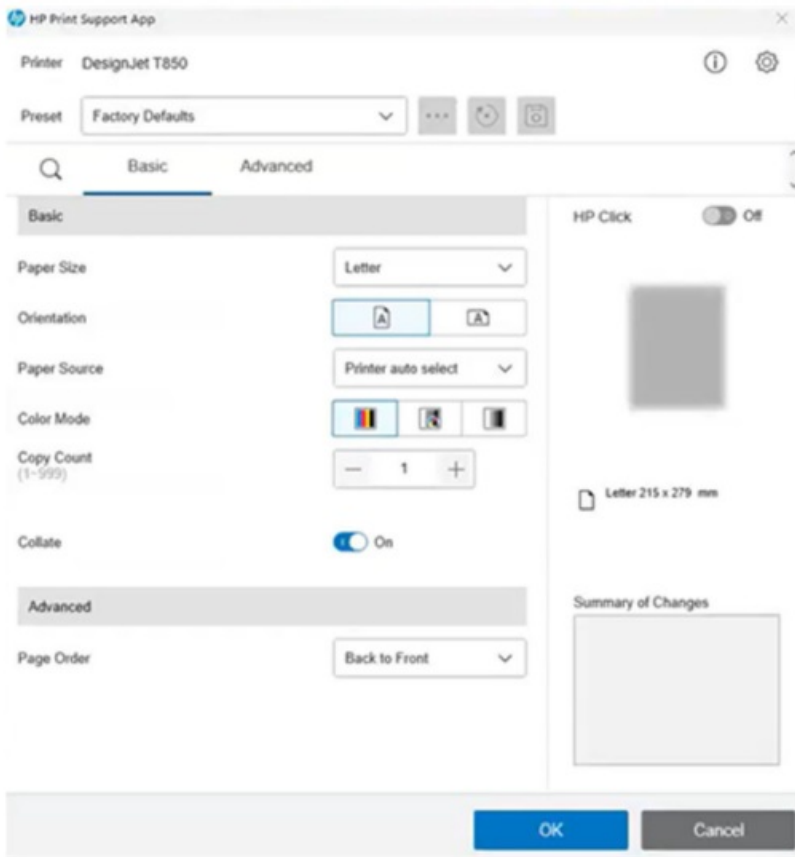 HP Print Support App
Printer DesignJet T850
Preset Factory Defaults
Basic Advanced
Basic
HP Click Off
Paper Size Letter
Orientation A A
Paper Source Printer auto select
Color Mode
Copy Count
(1-999)
1
Letter 215 x 279 mm
Collate On
Advanced
Summary of Changes
Page Order Back to Front
OK Cancel